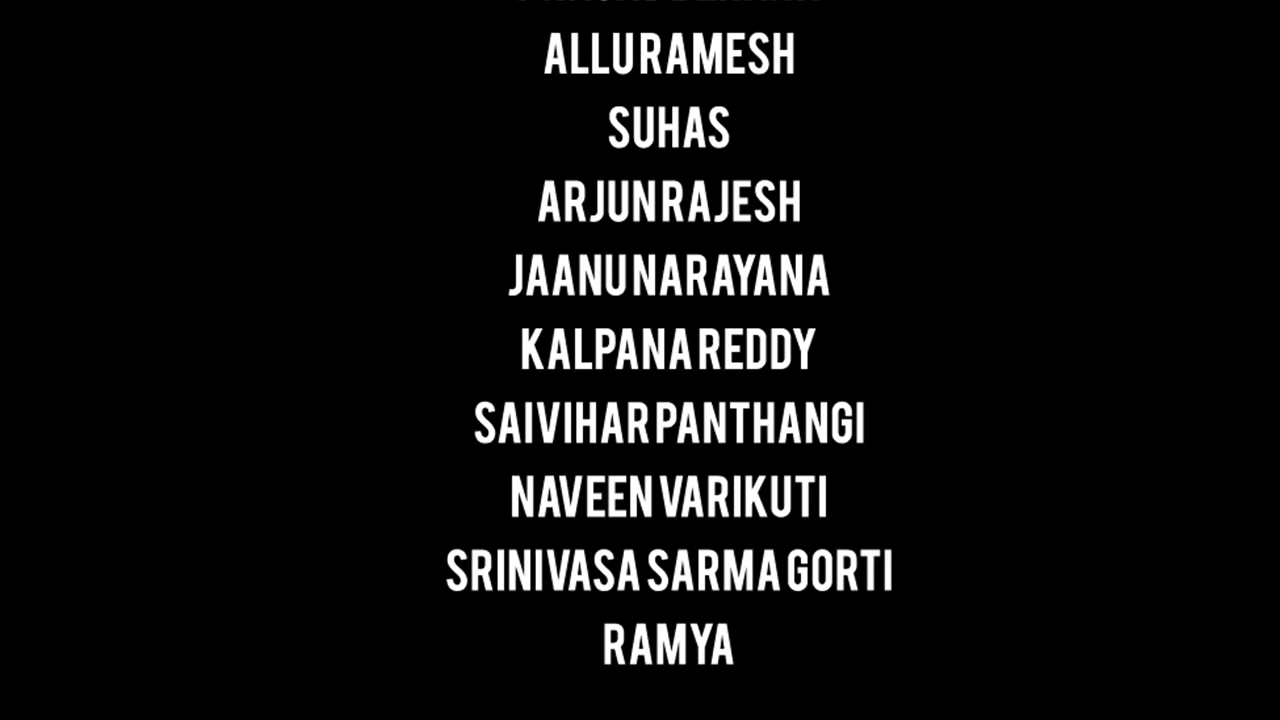 ALLU RAMESH
SUHAS
ARJUN RAJESH
JAANU NARAYANA
KALPANA REDDY
SAIVIHAR PANTHANGI
NAVEEN VARIKUTI
SRINIVASA SARMA GORTI
RAMYA